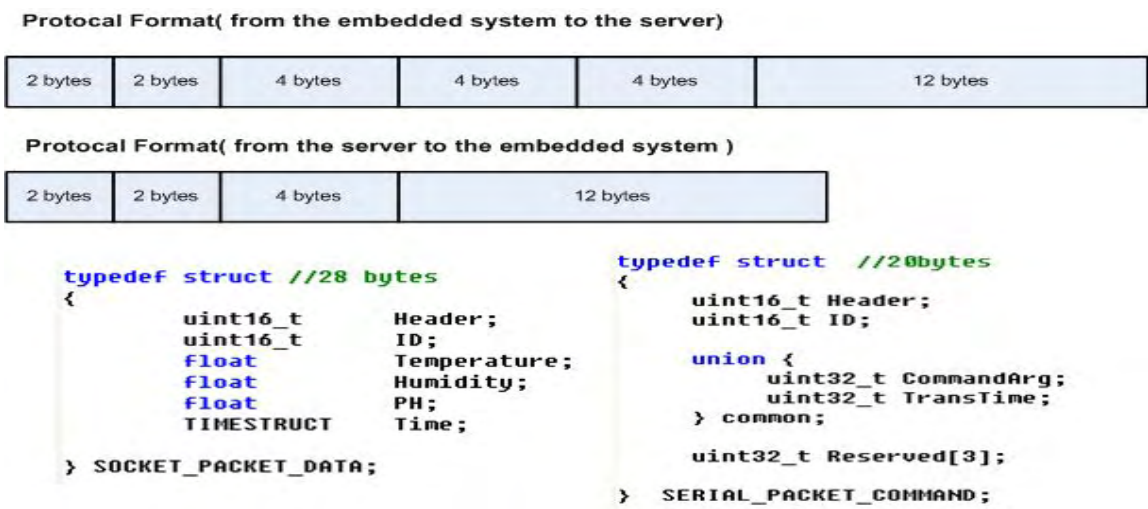 Protocal Format( from the embedded system to the server)
2 bytes 2 bytes 4 bytes 4 bytes 4 bytes 12 bytes
Protocal Format( from the server to the embedded system )
2 bytes 2 bytes 4 bytes 12 bytes
typedef struct //28 bytes
{
uint16_t Header;
uint16_t ID;
float Temperature;
float Humidity;
float PH;
TIMESTRUCT Time;
} SOCKET_PACKET_DATA;
typedef struct //20bytes
{
uint16_t Header;
uint16_t ID;
union {
uint32_t CommandArg;
uint32_t TransTime;
} common;
uint32_t Reserved[3];
} SERIAL_PACKET_COMMAND;